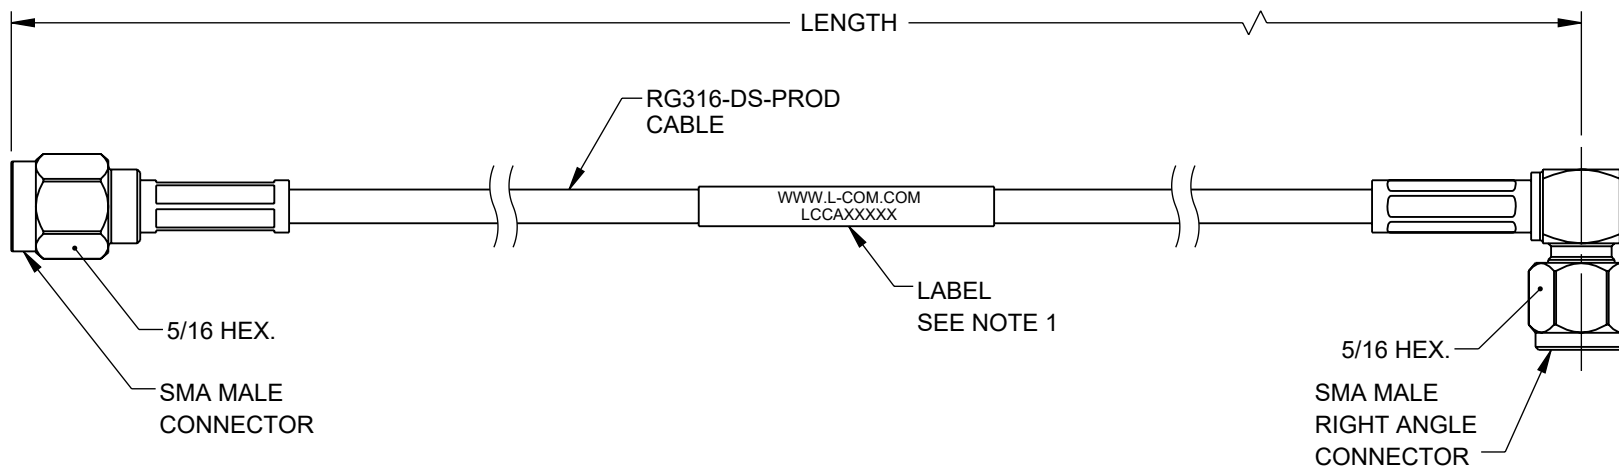 LENGTH
RG316-DS-PROD
CABLE
WWW.L-COM.COM
LCCAXXXXX
LABEL
SEE NOTE 1
5/16 HEX.
SMA MALE
CONNECTOR
5/16 HEX.
SMA MALE
RIGHT ANGLE
CONNECTOR